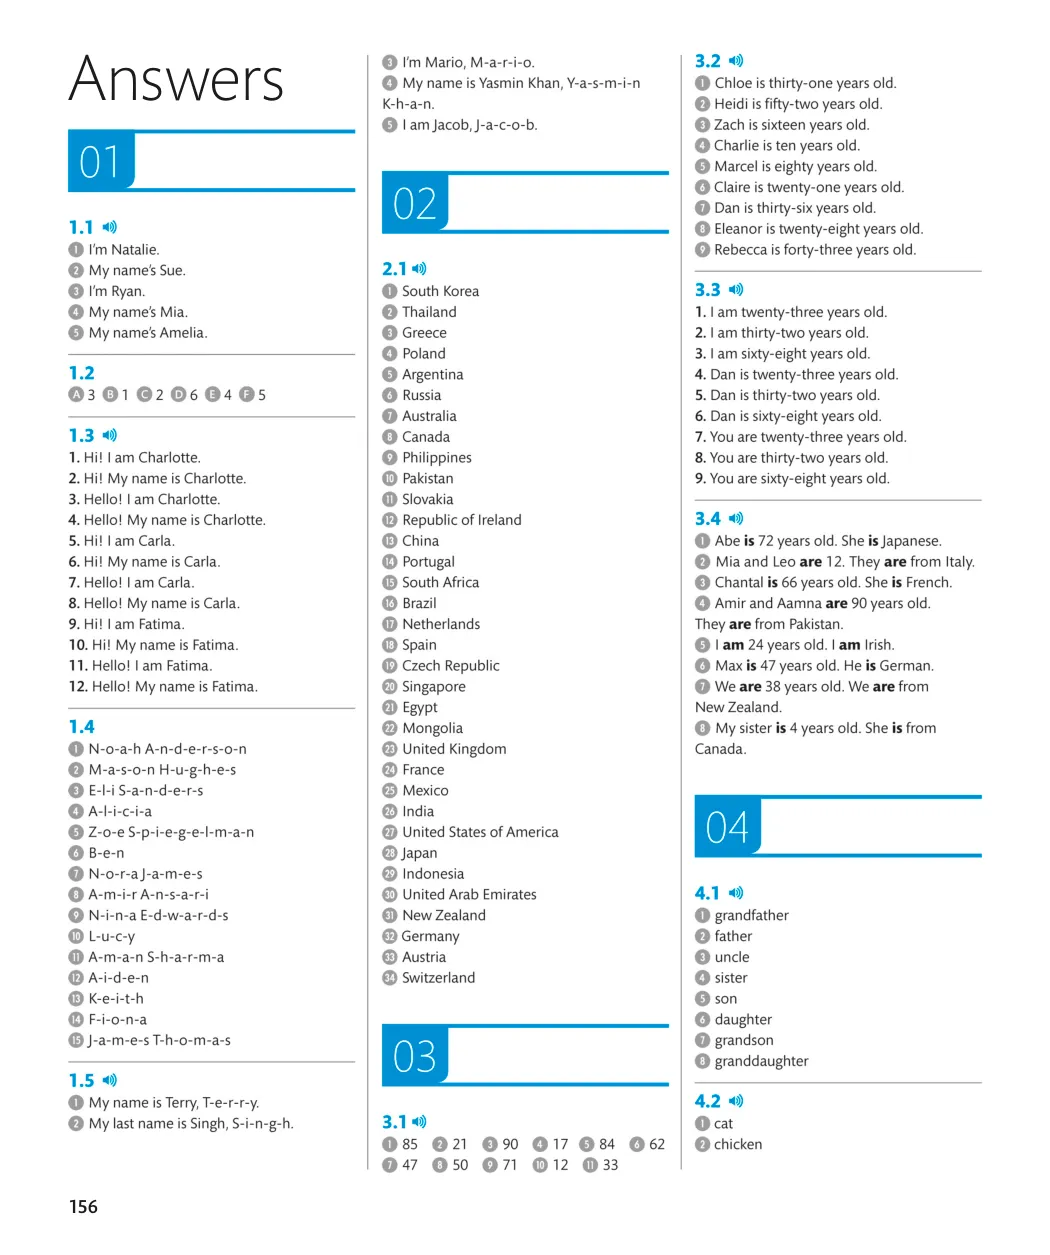 Answers
01
1.1
1 I'm Natalie.
2 My name's Sue.
3 I'm Ryan.
4 My name's Mia.
5 My name's Amelia.
1.2
A 3 B 1 C 2 D 6 E 4 F 5
1.3
1. Hi! I am Charlotte.
2. Hi! My name is Charlotte.
3. Hello! I am Charlotte.
4. Hello! My name is Charlotte.
5. Hi! I am Carla.
6. Hi! My name is Carla.
7. Hello! I am Carla.
8. Hello! My name is Carla.
9. Hi! I am Fatima.
10. Hi! My name is Fatima.
11. Hello! I am Fatima.
12. Hello! My name is Fatima.
1.4
1 N-o-a-h A-n-d-e-r-s-o-n
2 M-a-s-o-n H-u-g-h-e-s
3 E-l-i S-a-n-d-e-r-s
4 A-l-i-c-i-a
5 Z-o-e S-p-i-e-g-e-l-m-a-n
6 B-e-n
7 N-o-r-a J-a-m-e-s
8 A-m-i-r A-n-s-a-r-i
9 N-i-n-a E-d-w-a-r-d-s
10 L-u-c-y
11 A-m-a-n S-h-a-r-m-a
12 A-i-d-e-n
13 K-e-i-t-h
14 F-i-o-n-a
15 J-a-m-e-s T-h-o-m-a-s
1.5
1 My name is Terry, T-e-r-r-y.
2 My last name is Singh, S-i-n-g-h.
3 I'm Mario, M-a-r-i-o.
4 My name is Yasmin Khan, Y-a-s-m-i-n
K-h-a-n.
5 I am Jacob, J-a-c-o-b.
02
2.1
1 South Korea
2 Thailand
3 Greece
4 Poland
5 Argentina
6 Russia
7 Australia
8 Canada
9 Philippines
10 Pakistan
11 Slovakia
12 Republic of Ireland
13 China
14 Portugal
15 South Africa
16 Brazil
17 Netherlands
18 Spain
19 Czech Republic
20 Singapore
21 Egypt
22 Mongolia
23 United Kingdom
24 France
25 Mexico
26 India
27 United States of America
28 Japan
29 Indonesia
30 United Arab Emirates
31 New Zealand
32 Germany
33 Austria
34 Switzerland
03
3.1
1 85 2 21 3 90 4 17 5 84 6 62
7 47 8 50 9 71 10 12 11 33
3.2
1 Chloe is thirty-one years old.
2 Heidi is fifty-two years old.
3 Zach is sixteen years old.
4 Charlie is ten years old.
5 Marcel is eighty years old.
6 Claire is twenty-one years old.
7 Dan is thirty-six years old.
8 Eleanor is twenty-eight years old.
9 Rebecca is forty-three years old.
3.3
1. I am twenty-three years old.
2. I am thirty-two years old.
3. I am sixty-eight years old.
4. Dan is twenty-three years old.
5. Dan is thirty-two years old.
6. Dan is sixty-eight years old.
7. You are twenty-three years old.
8. You are thirty-two years old.
9. You are sixty-eight years old.
3.4
1 Abe is 72 years old. She is Japanese.
2 Mia and Leo are 12. They are from Italy.
3 Chantal is 66 years old. She is French.
4 Amir and Aamna are 90 years old.
They are from Pakistan.
5 I am 24 years old. I am Irish.
6 Max is 47 years old. He is German.
7 We are 38 years old. We are from
New Zealand.
8 My sister is 4 years old. She is from
Canada.
04
4.1
1 grandfather
2 father
3 uncle
4 sister
5 son
6 daughter
7 grandson
8 granddaughter
4.2
1 cat
2 chicken
156